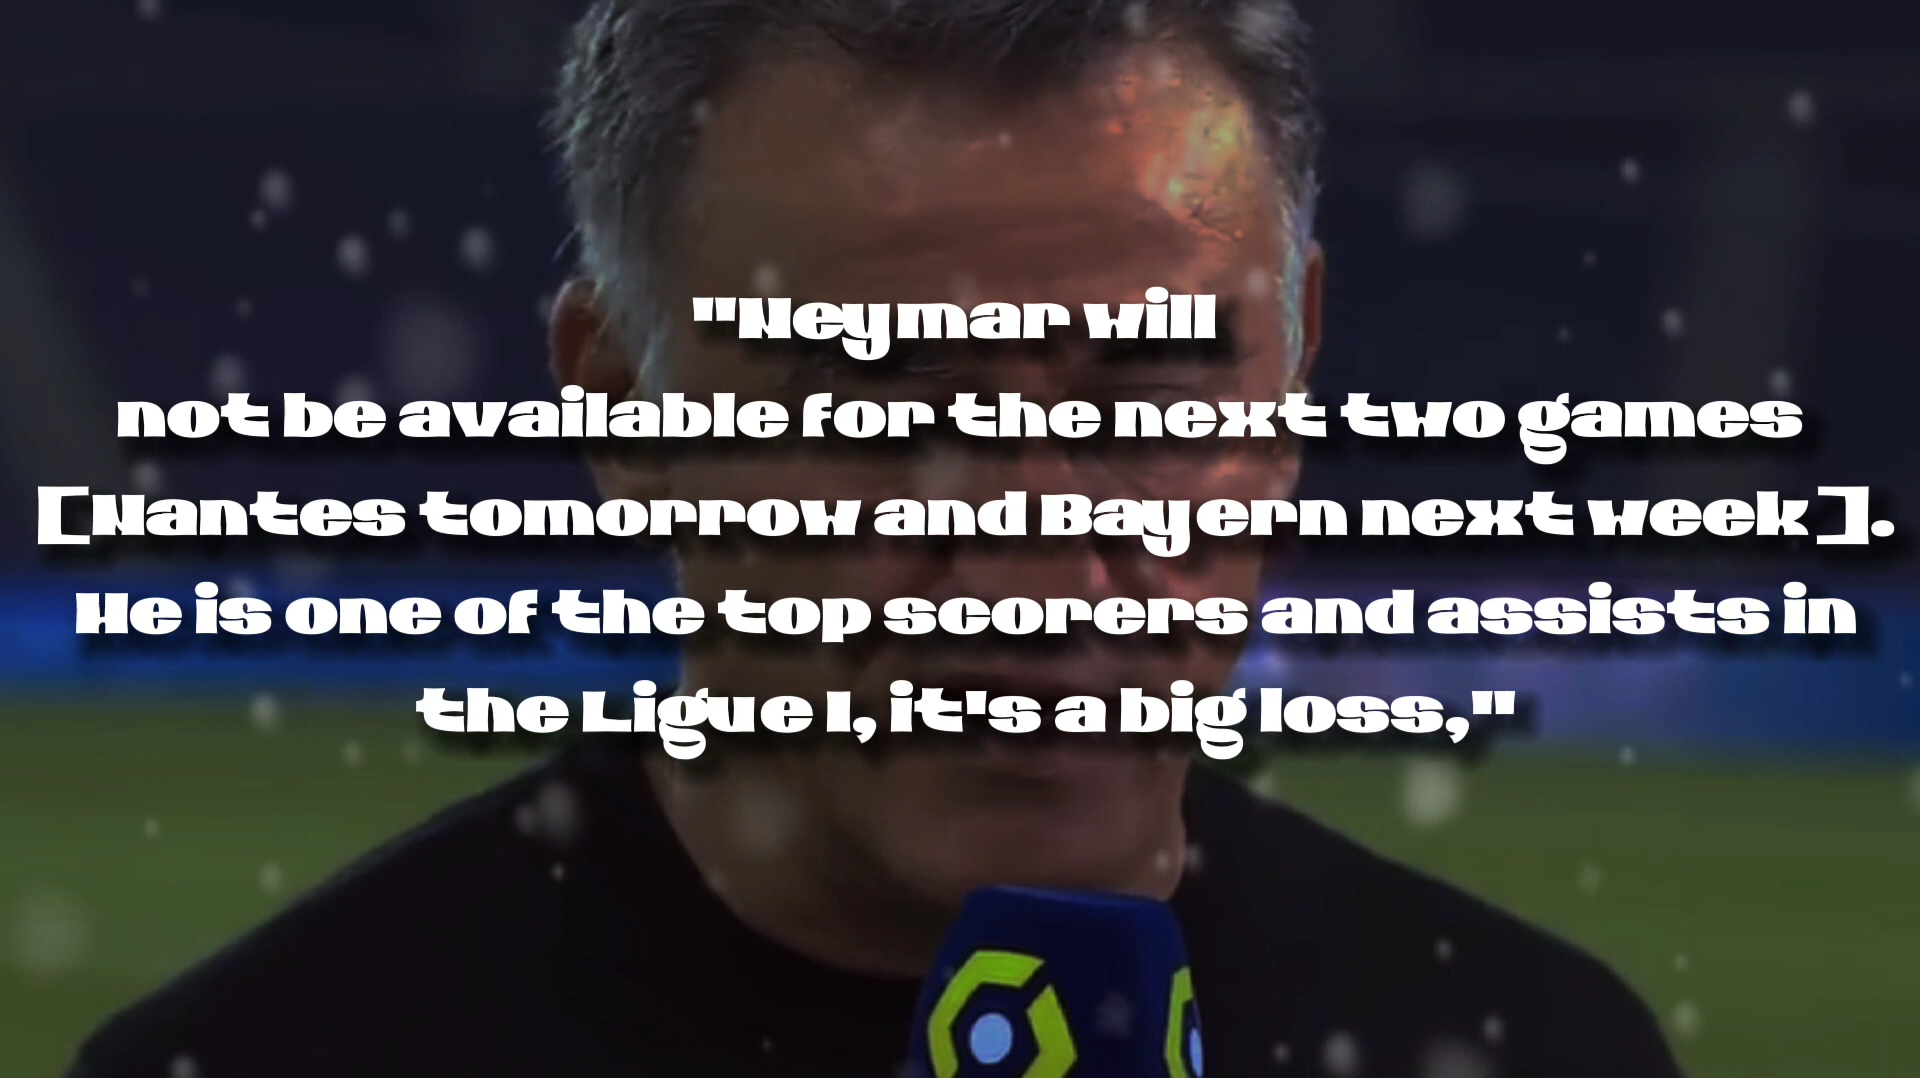 "Neymar will
not be available for the next two games
[Nantes tomorrow and Bayern next week].
He is one of the top scorers and assists in
the Ligue 1, it's a big loss,"